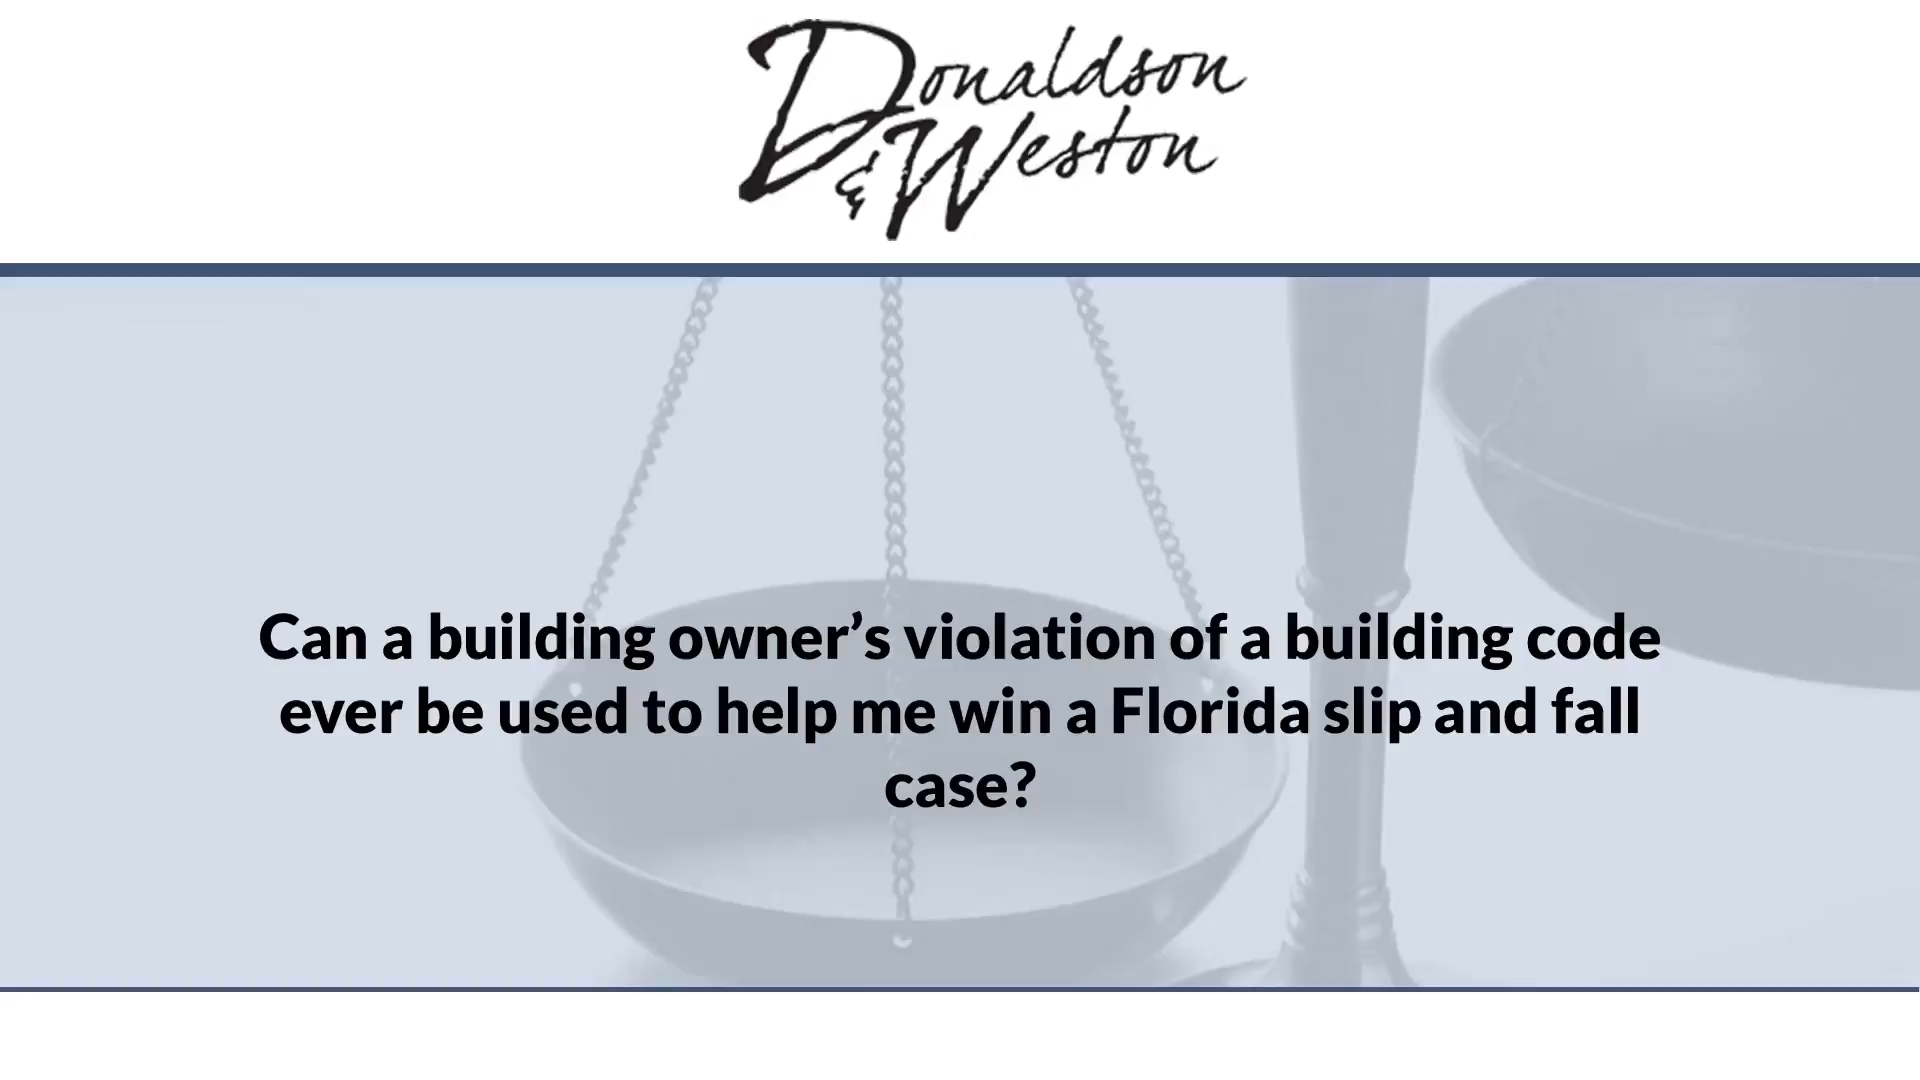 Donaldson
& Weston
Can a building owner’s violation of a building code
ever be used to help me win a Florida slip and fall
case?